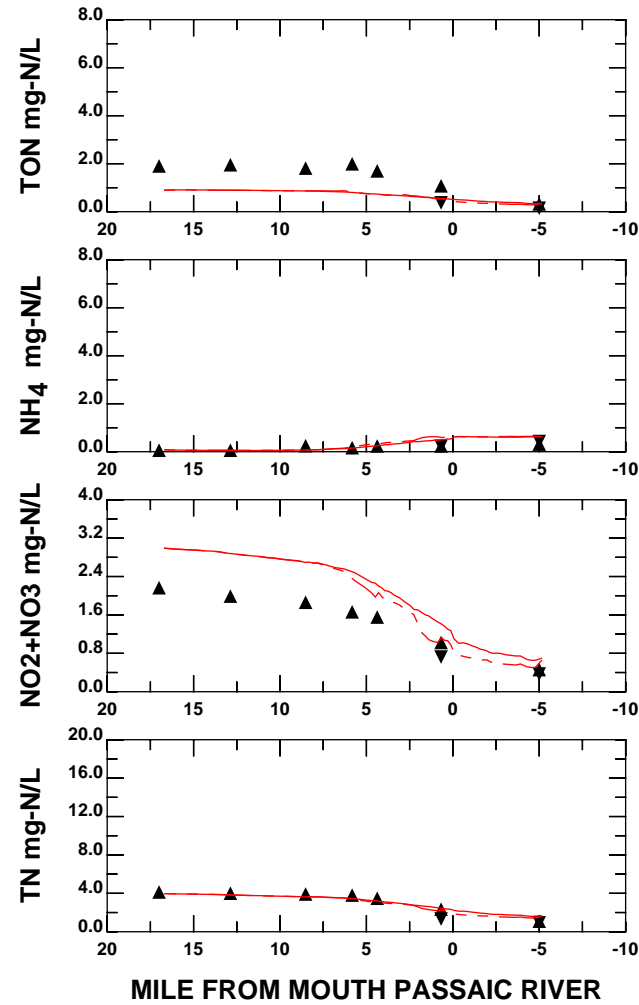 TON mg-N/L
8.0
6.0
4.0
2.0
0.0
20 15 10 5 0 -5 -10
NH4 mg-N/L
8.0
6.0
4.0
2.0
0.0
20 15 10 5 0 -5 -10
NO2+NO3 mg-N/L
4.0
3.2
2.4
1.6
0.8
0.0
20 15 10 5 0 -5 -10
TN mg-N/L
20.0
16.0
12.0
8.0
4.0
0.0
20 15 10 5 0 -5 -10
MILE FROM MOUTH PASSAIC RIVER